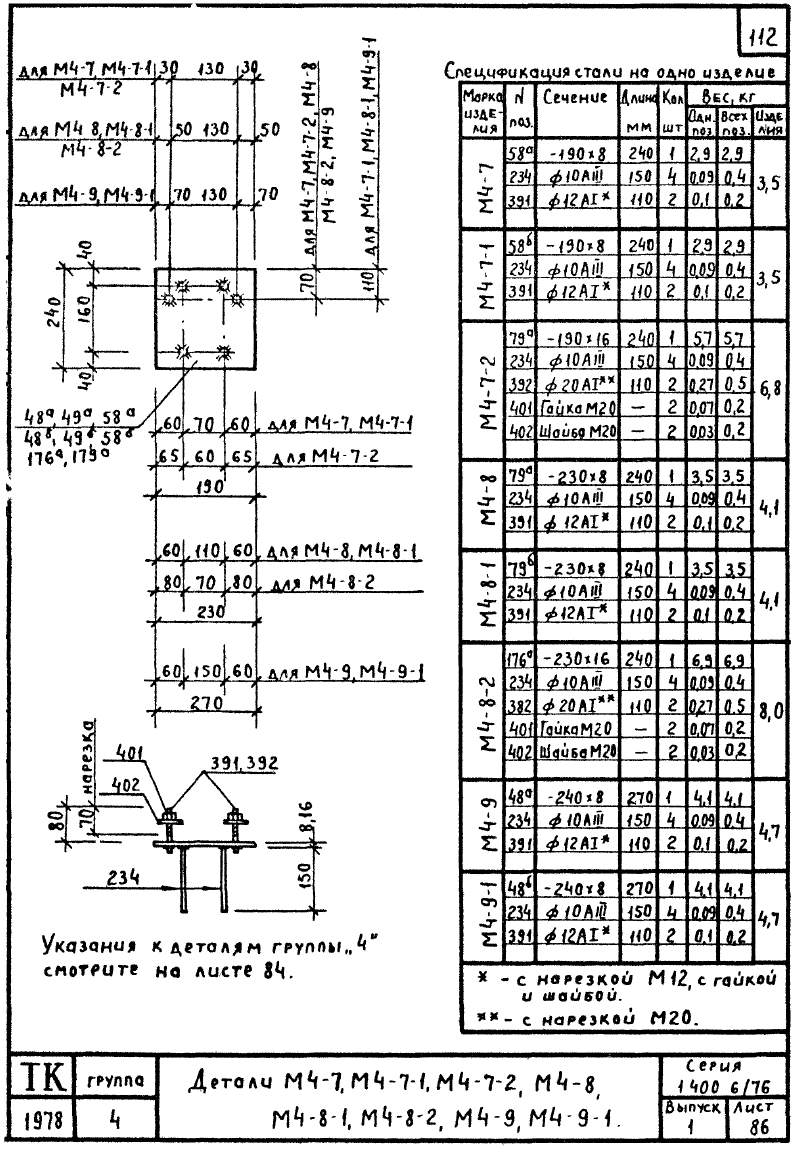 112
для М4-7, М4-7-1 30 130 30
М4-7-2
для М4 8, М4-8-1 50 130 50
М4-8-2
для М4-9, М4-9-1 70 130 70
70 для М4-7, М4-7-2, М4-8
М4-8-2, М4-9
110 для М4-7-1, М4-8-1, М4-9-1
40
240 160
40
48ᵃ, 49ᵃ, 58ᵃ
48ᵟ, 49ᵟ, 58ᵟ
176ᵃ, 179ᵃ
60 70 60 для М4-7, М4-7-1
65 60 65 для М4-7-2
190
60 110 60 для М4-8, М4-8-1
80 70 80 для М4-8-2
230
60 150 60 для М4-9, М4-9-1
270
нарезка
401 391,392
402
80 70 8,16
234 150
Указания к деталям группы „4"
смотрите на листе 84.
Спецификация стали на одно изделие
Марка изделия N поз. Сечение Длина мм Кол шт Вес, кг
Одн. поз Всех поз. Изделия
М4-7 3,5
58ᵃ -190×8 240 1 2,9 2,9
234 ф10АIII 150 4 0,09 0,4
391 ф12АI* 110 2 0,1 0,2
М4-7-1 3,5
58ᵟ -190×8 240 1 2,9 2,9
234 ф10АIII 150 4 0,09 0,4
391 ф12АI* 110 2 0,1 0,2
М4-7-2 6,8
79ᵃ -190×16 240 1 5,7 5,7
234 ф10АIII 150 4 0,09 0,4
392 ф20АI** 110 2 0,27 0,5
401 Гайка М20 — 2 0,07 0,2
402 Шайба М20 — 2 0,03 0,2
М4-8 4,1
79ᵃ -230×8 240 1 3,5 3,5
234 ф10АIII 150 4 0,09 0,4
391 ф12АI* 110 2 0,1 0,2
М4-8-1 4,1
79ᵟ -230×8 240 1 3,5 3,5
234 ф10АIII 150 4 0,09 0,4
391 ф12АI* 110 2 0,1 0,2
М4-8-2 8,0
176ᵃ -230×16 240 1 6,9 6,9
234 ф10АIII 150 4 0,09 0,4
382 ф20АI** 110 2 0,27 0,5
401 Гайка М20 — 2 0,07 0,2
402 Шайба М20 — 2 0,03 0,2
М4-9 4,7
48ᵃ -240×8 270 1 4,1 4,1
234 ф10АIII 150 4 0,09 0,4
391 ф12АI* 110 2 0,1 0,2
М4-9-1 4,7
48ᵟ -240×8 270 1 4,1 4,1
234 ф10АIII 150 4 0,09 0,4
391 ф12АI* 110 2 0,1 0,2
* - с нарезкой М12, с гайкой
и шайбой.
** - с нарезкой М20.
ТК группа
1978 4
Детали М4-7, М4-7-1, М4-7-2, М4-8,
М4-8-1, М4-8-2, М4-9, М4-9-1.
Серия
1400 6/76
Выпуск Лист
1 86